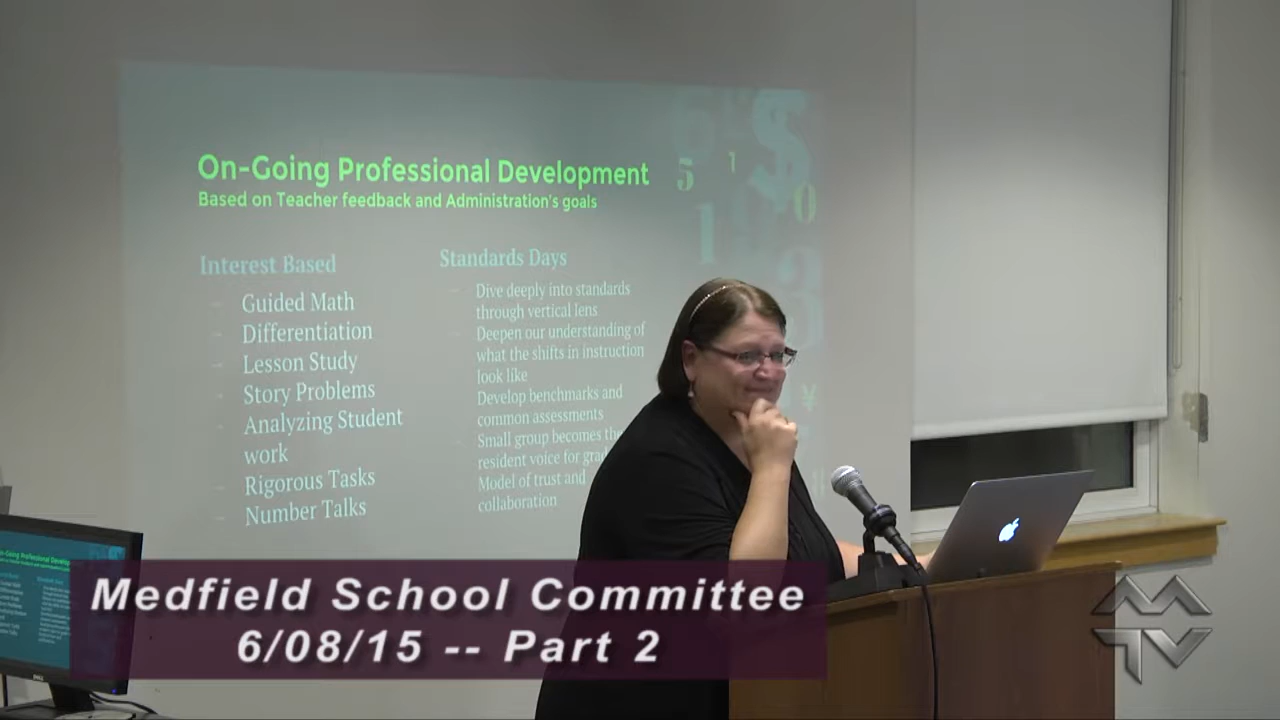 On-Going Professional Development
Based on Teacher feedback and Administration's goals
Interest Based
Guided Math
Differentiation
Lesson Study
Story Problems
Analyzing Student
work
Rigorous Tasks
Number Talks
Standards Days
Dive deeply into standards
through vertical lens
Deepen our understanding of
what the shifts in instruction
look like
Develop benchmarks and
common assessments
Small group becomes the
resident voice for
Model of trust and
collaboration
Medfield School Committee
6/08/15 -- Part 2
MTV
DELL